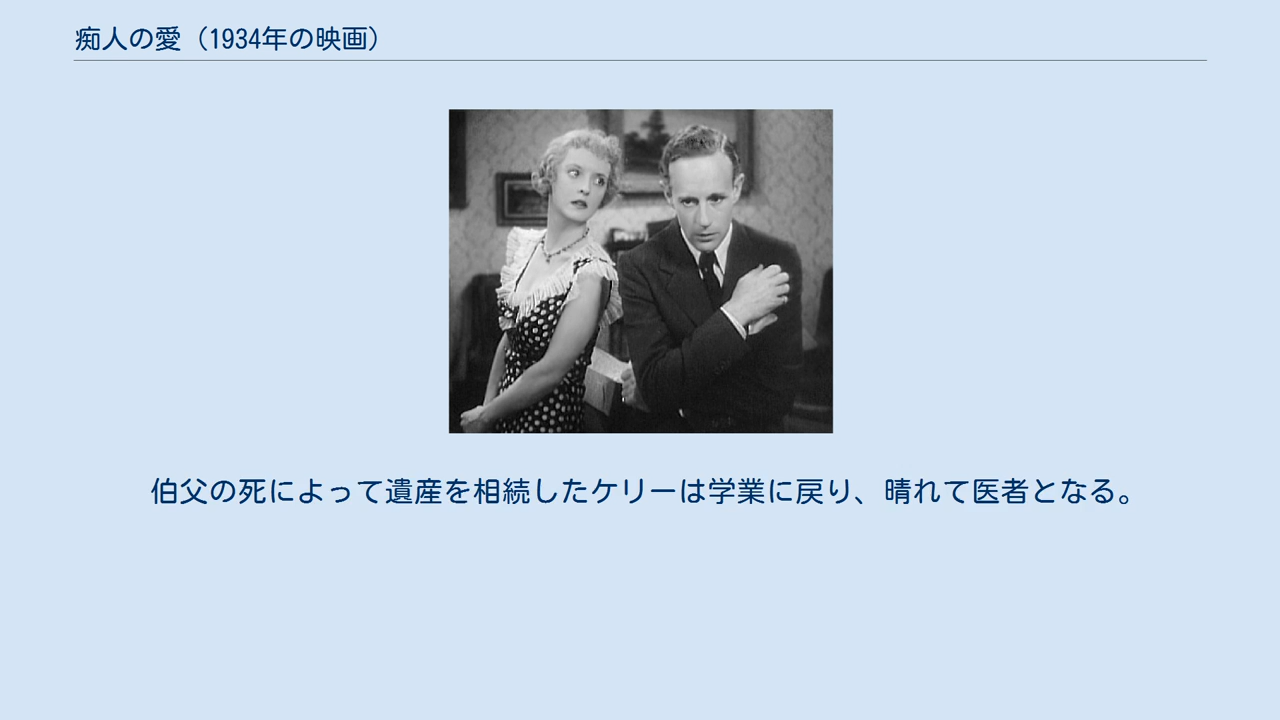 痴人の愛（1934年の映画）
伯父の死によって遺産を相続したケリーは学業に戻り、晴れて医者となる。